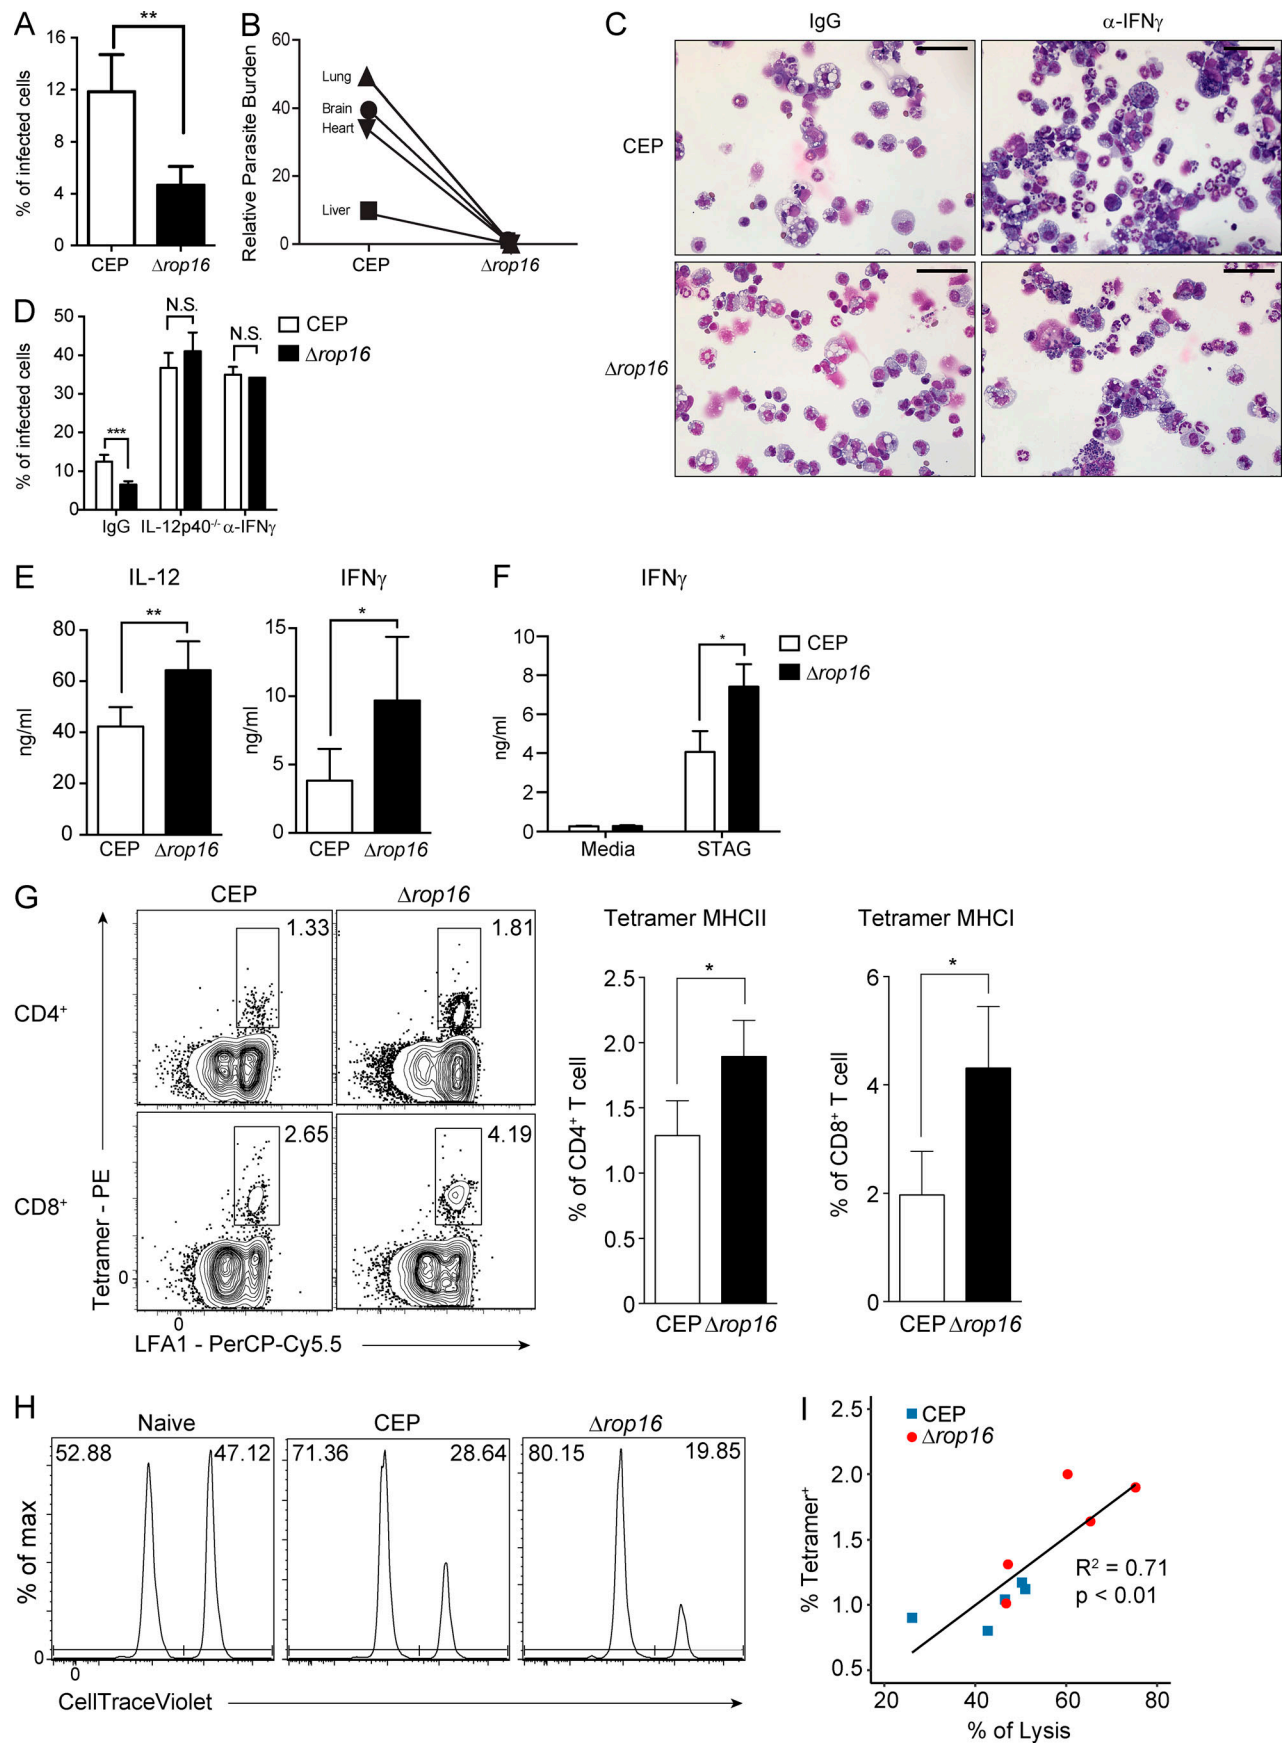 A
**
16
12
8
4
0
% of infected cells
CEP
Δrop16
B
60
40
20
0
Relative Parasite Burden
Lung
Brain
Heart
Liver
CEP
Δrop16
C
IgG
α-IFNγ
CEP
Δrop16
D
50
40
30
20
10
0
% of infected cells
***
N.S.
N.S.
CEP
Δrop16
IgG
IL-12p40-/-
α-IFNγ
E
IL-12
**
80
60
40
20
0
ng/ml
CEP
Δrop16
IFNγ
*
15
10
5
0
ng/ml
CEP
Δrop16
F
IFNγ
*
10
8
6
4
2
0
ng/ml
Media
STAG
CEP
Δrop16
G
CEP
Δrop16
CD4+
1.33
1.81
CD8+
2.65
4.19
Tetramer - PE
0
0
LFA1 - PerCP-Cy5.5
Tetramer MHCII
*
2.5
2.0
1.5
1.0
0.5
0
% of CD4+ T cell
CEP
Δrop16
Tetramer MHCI
*
6
4
2
0
% of CD8+ T cell
CEP
Δrop16
H
Naive
CEP
Δrop16
52.88
47.12
71.36
28.64
80.15
19.85
% of max
0
0
CellTraceViolet
I
CEP
Δrop16
2.5
2.0
1.5
1.0
0.5
% Tetramer+
R2 = 0.71
p < 0.01
20
40
60
80
% of Lysis